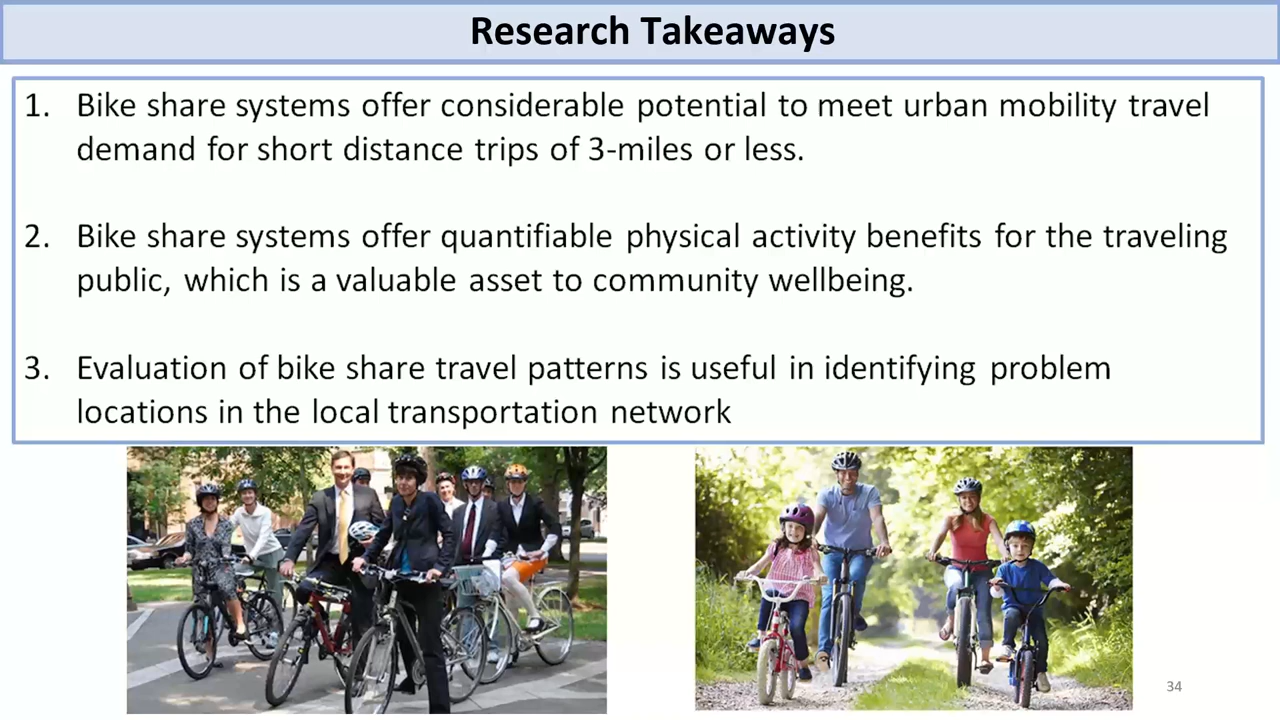 Research Takeaways
1. Bike share systems offer considerable potential to meet urban mobility travel
demand for short distance trips of 3-miles or less.
2. Bike share systems offer quantifiable physical activity benefits for the traveling
public, which is a valuable asset to community wellbeing.
3. Evaluation of bike share travel patterns is useful in identifying problem
locations in the local transportation network
34